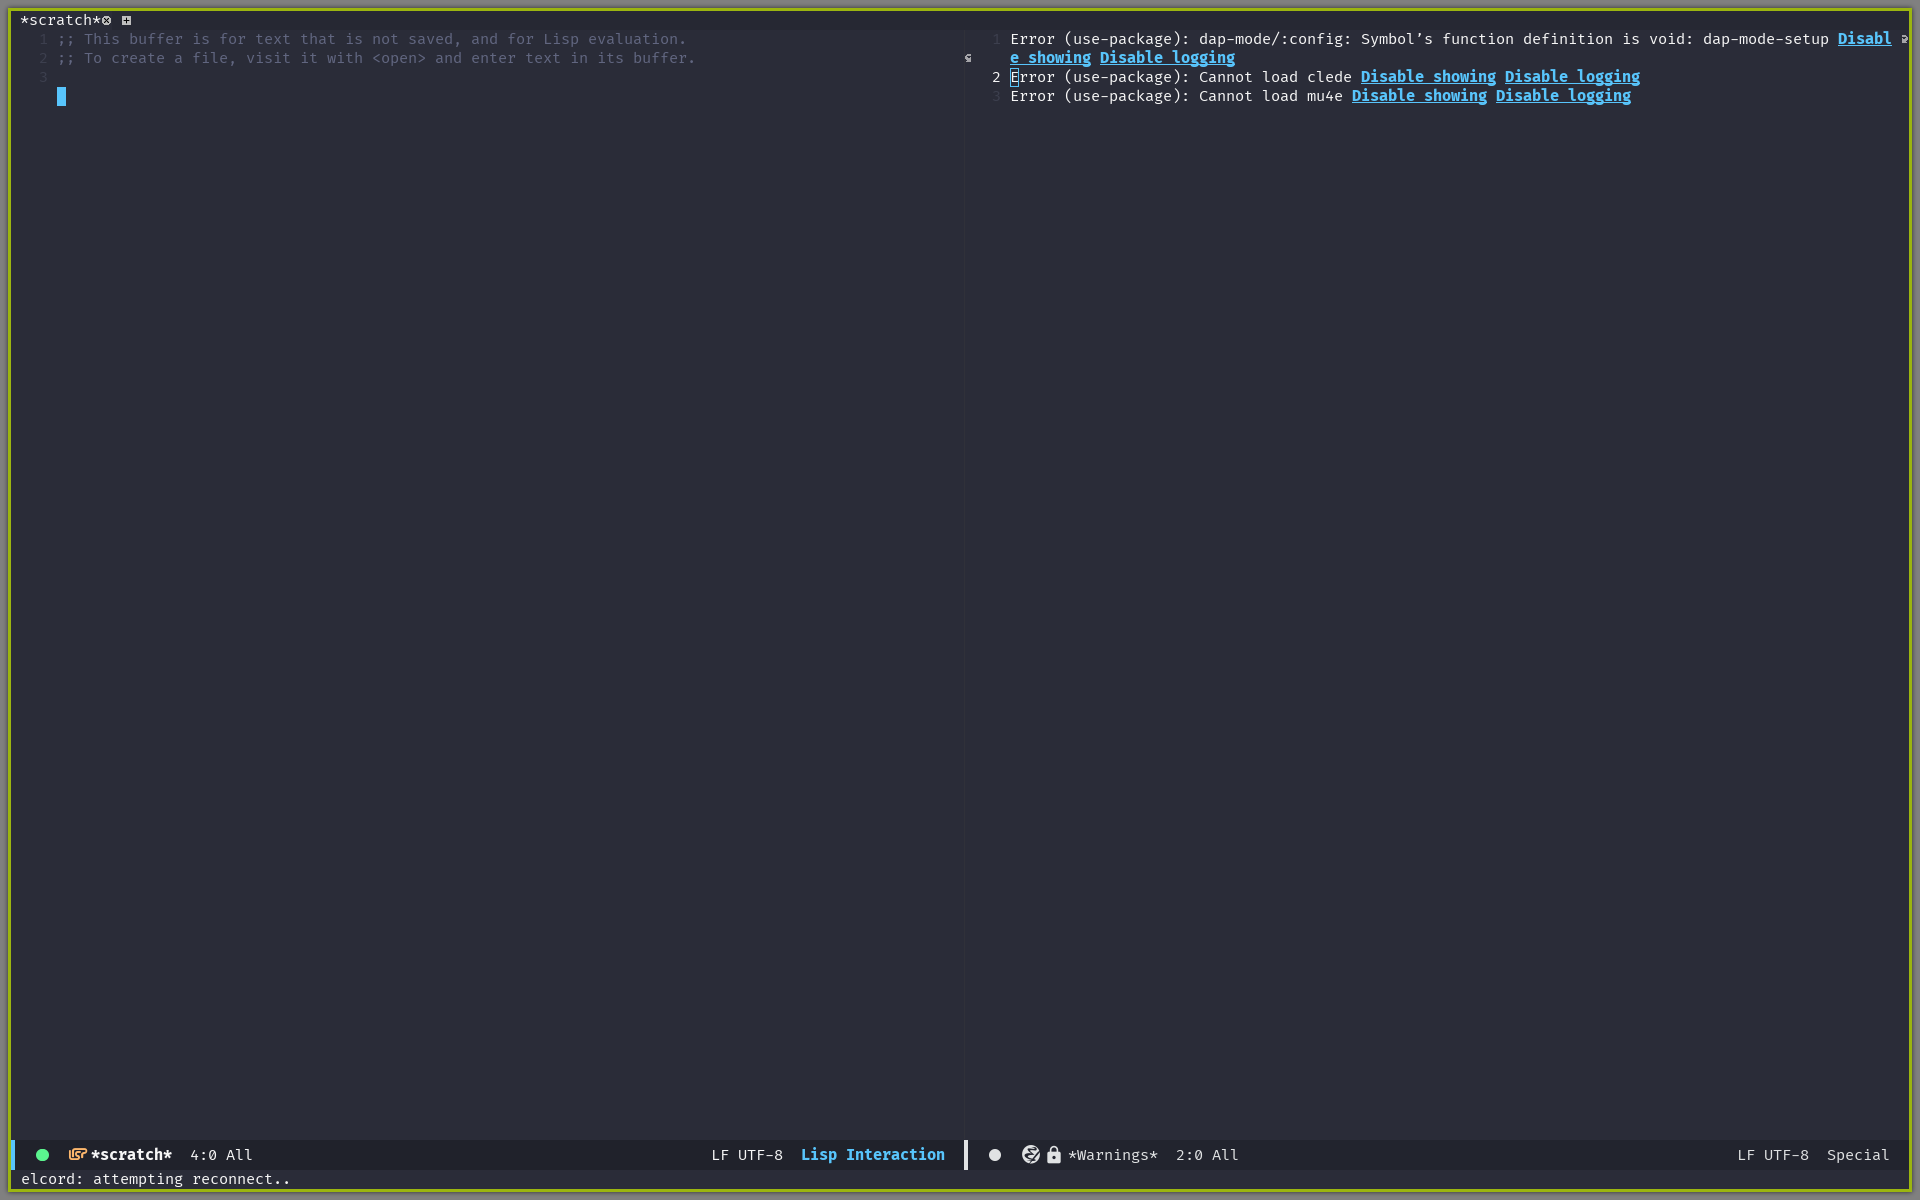 *scratch*
1 ;; This buffer is for text that is not saved, and for Lisp evaluation.
2 ;; To create a file, visit it with <open> and enter text in its buffer.
3
1 Error (use-package): dap-mode/:config: Symbol’s function definition is void: dap-mode-setup Disabl
e showing Disable logging
2 Error (use-package): Cannot load clede Disable showing Disable logging
3 Error (use-package): Cannot load mu4e Disable showing Disable logging
*scratch* 4:0 All LF UTF-8 Lisp Interaction
*Warnings* 2:0 All LF UTF-8 Special
elcord: attempting reconnect..